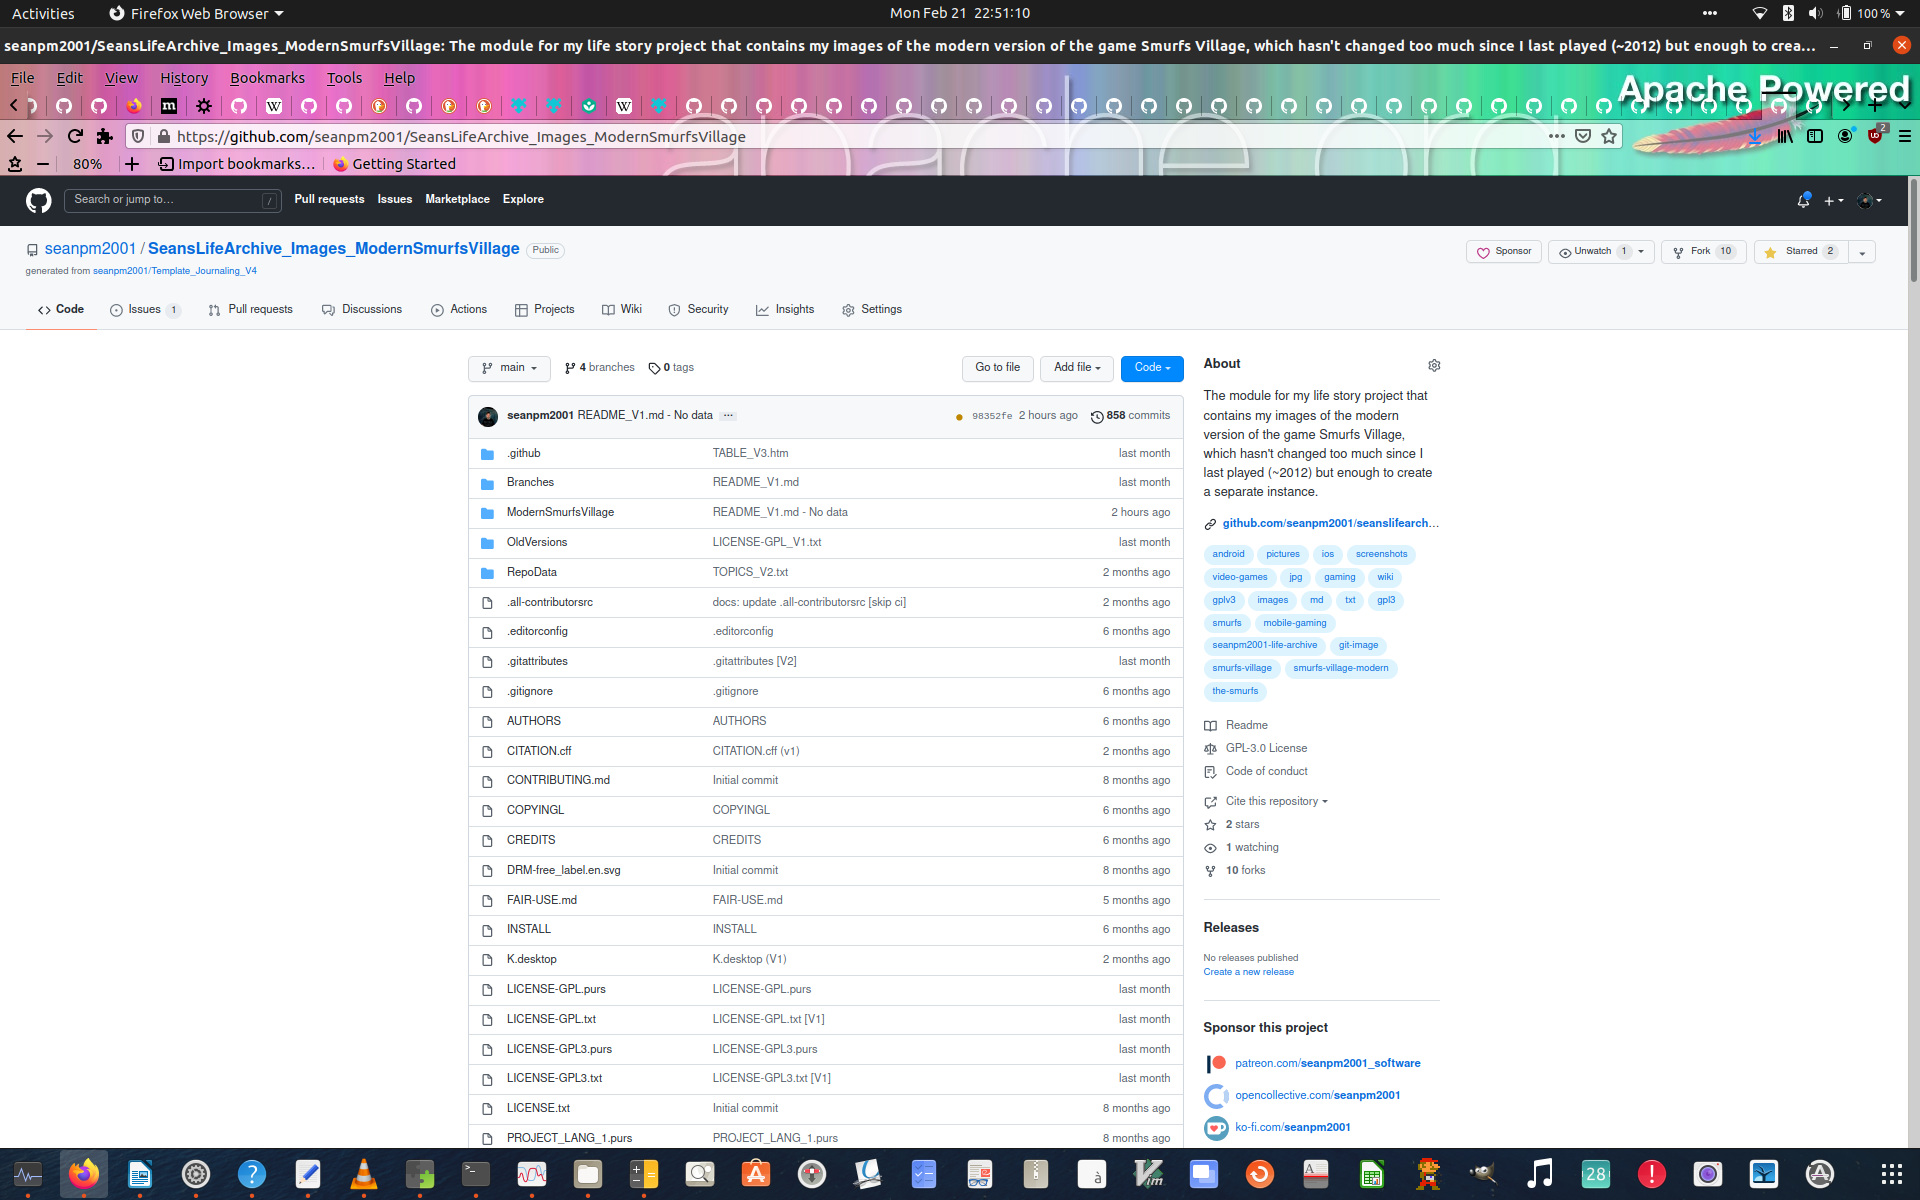 Activities
Firefox Web Browser
Mon Feb 21 22:51:10
100 %
seanpm2001/SeansLifeArchive_Images_ModernSmurfsVillage: The module for my life story project that contains my images of the modern version of the game Smurfs Village, which hasn't changed too much since I last played (~2012) but enough to crea...
File Edit View History Bookmarks Tools Help
Apache Powered
https://github.com/seanpm2001/SeansLifeArchive_Images_ModernSmurfsVillage
2
80%
Import bookmarks...
Getting Started
Search or jump to...
/
Pull requests Issues Marketplace Explore
seanpm2001 / SeansLifeArchive_Images_ModernSmurfsVillage Public
generated from seanpm2001/Template_Journaling_V4
Sponsor
Unwatch 1
Fork 10
Starred 2
Code
Issues 1
Pull requests
Discussions
Actions
Projects
Wiki
Security
Insights
Settings
main
4 branches
0 tags
Go to file
Add file
Code
seanpm2001 README_V1.md - No data ...
98352fe 2 hours ago
858 commits
.github TABLE_V3.htm last month
Branches README_V1.md last month
ModernSmurfsVillage README_V1.md - No data 2 hours ago
OldVersions LICENSE-GPL_V1.txt last month
RepoData TOPICS_V2.txt 2 months ago
.all-contributorsrc docs: update .all-contributorsrc [skip ci] 2 months ago
.editorconfig .editorconfig 6 months ago
.gitattributes .gitattributes [V2] last month
.gitignore .gitignore 6 months ago
AUTHORS AUTHORS 6 months ago
CITATION.cff CITATION.cff (v1) 2 months ago
CONTRIBUTING.md Initial commit 8 months ago
COPYINGL COPYINGL 6 months ago
CREDITS CREDITS 6 months ago
DRM-free_label.en.svg Initial commit 8 months ago
FAIR-USE.md FAIR-USE.md 5 months ago
INSTALL INSTALL 6 months ago
K.desktop K.desktop (V1) 2 months ago
LICENSE-GPL.purs LICENSE-GPL.purs last month
LICENSE-GPL.txt LICENSE-GPL.txt [V1] last month
LICENSE-GPL3.purs LICENSE-GPL3.purs last month
LICENSE-GPL3.txt LICENSE-GPL3.txt [V1] last month
LICENSE.txt Initial commit 8 months ago
PROJECT_LANG_1.purs PROJECT_LANG_1.purs 8 months ago
About
The module for my life story project that
contains my images of the modern
version of the game Smurfs Village,
which hasn't changed too much since I
last played (~2012) but enough to create
a separate instance.
github.com/seanpm2001/seanslifearch...
android pictures ios screenshots
video-games jpg gaming wiki
gplv3 images md txt gpl3
smurfs mobile-gaming
seanpm2001-life-archive git-image
smurfs-village smurfs-village-modern
the-smurfs
Readme
GPL-3.0 License
Code of conduct
Cite this repository
2 stars
1 watching
10 forks
Releases
No releases published
Create a new release
Sponsor this project
patreon.com/seanpm2001_software
opencollective.com/seanpm2001
ko-fi.com/seanpm2001
28